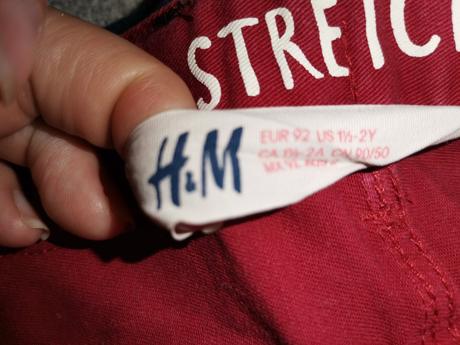 STRETC
H&M
EUR 92 US 1½-2Y
CA 1½-2A CN 90/50